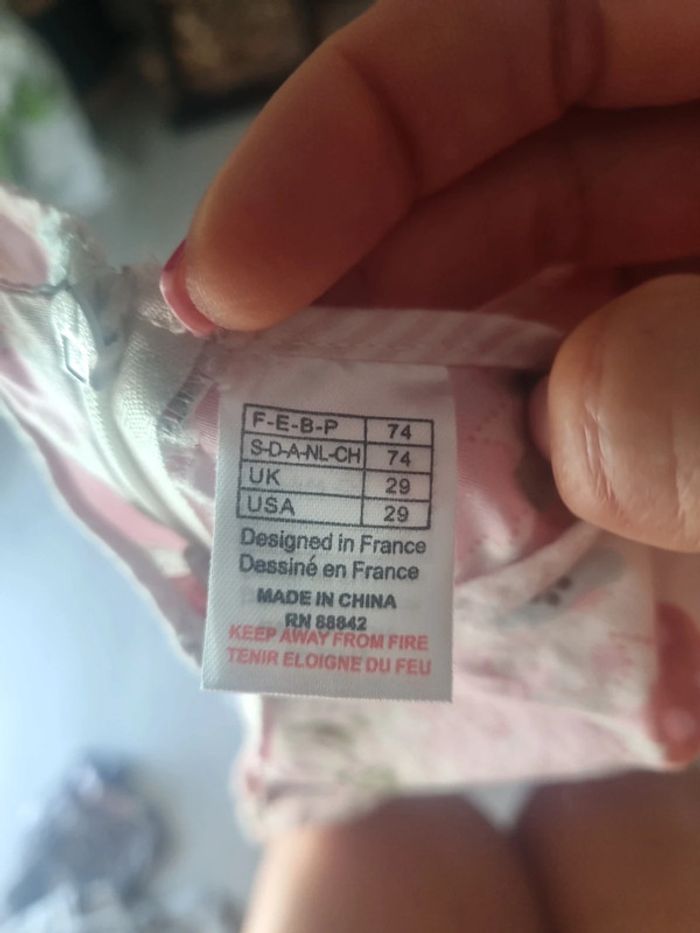 F-E-B-P 74
S-D-A-NL-CH 74
UK 29
USA 29
Designed in France
Dessiné en France
MADE IN CHINA
RN 88842
KEEP AWAY FROM FIRE
TENIR ELOIGNE DU FEU